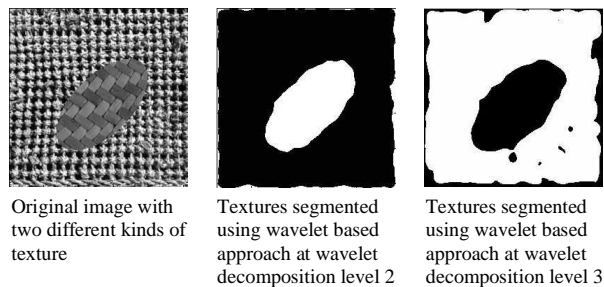 Original image with
two different kinds of
texture
Textures segmented
using wavelet based
approach at wavelet
decomposition level 2
Textures segmented
using wavelet based
approach at wavelet
decomposition level 3